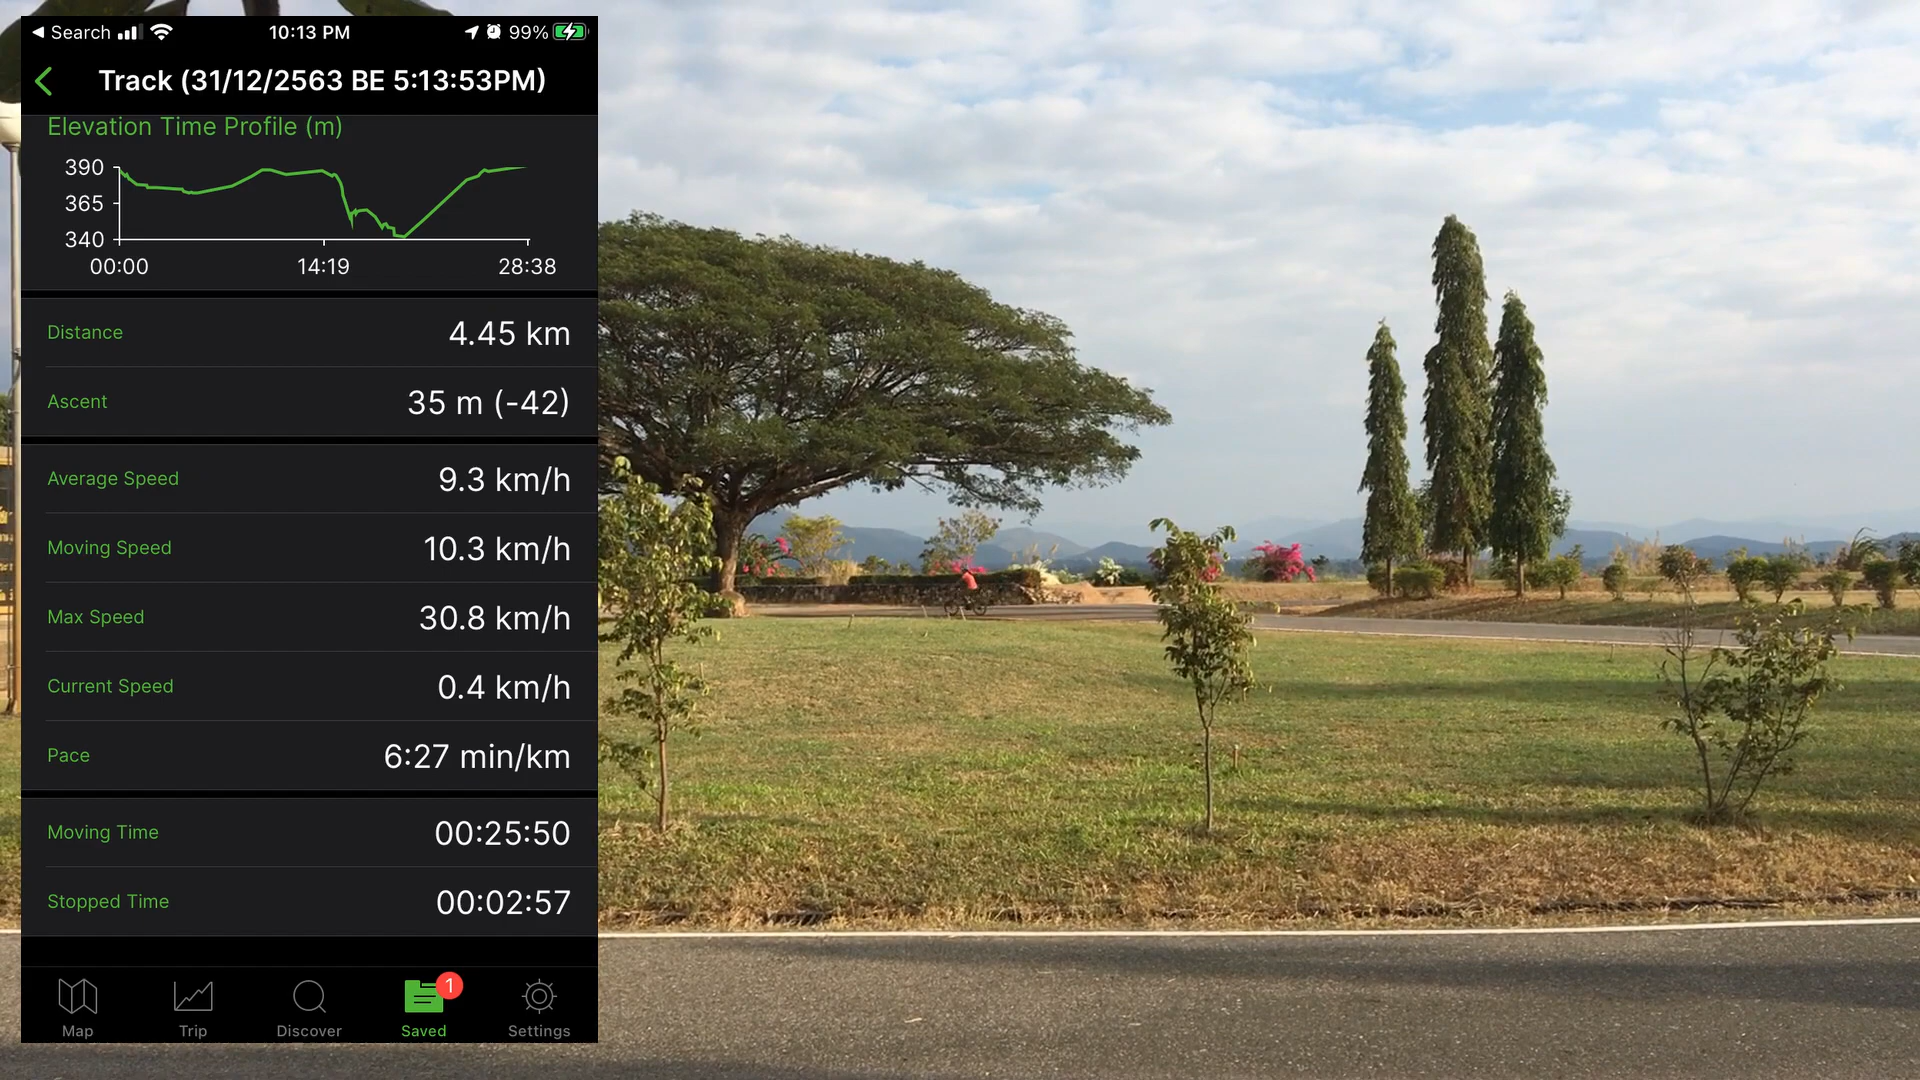 Search
10:13 PM
99%
Track (31/12/2563 BE 5:13:53PM)
Elevation Time Profile (m)
390
365
340
00:00 14:19 28:38
Distance 4.45 km
Ascent 35 m (-42)
Average Speed 9.3 km/h
Moving Speed 10.3 km/h
Max Speed 30.8 km/h
Current Speed 0.4 km/h
Pace 6:27 min/km
Moving Time 00:25:50
Stopped Time 00:02:57
1
Map Trip Discover Saved Settings